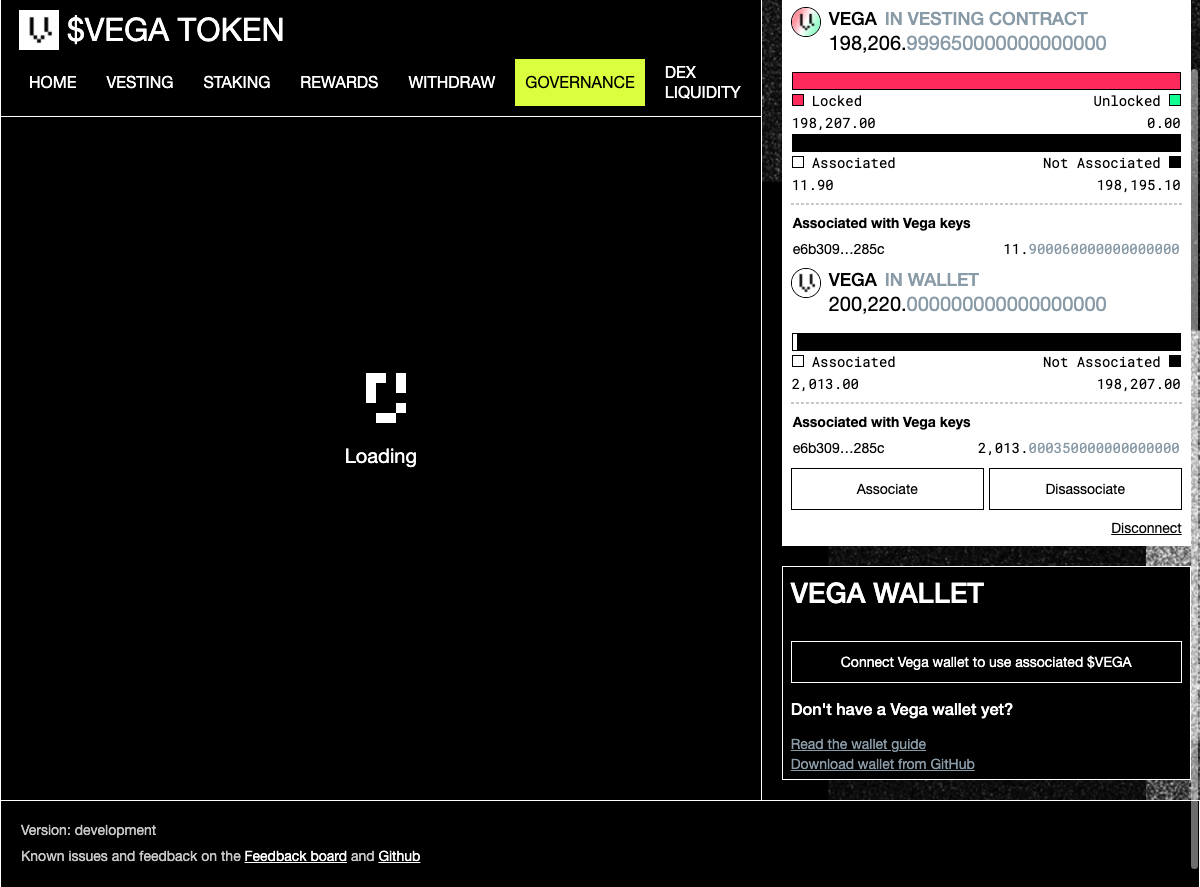 $VEGA TOKEN
HOME VESTING STAKING REWARDS WITHDRAW GOVERNANCE DEX LIQUIDITY
Loading
VEGA IN VESTING CONTRACT
198,206.999650000000000000
Locked Unlocked
198,207.00 0.00
Associated Not Associated
11.90 198,195.10
Associated with Vega keys
e6b309…285c 11.900060000000000000
VEGA IN WALLET
200,220.000000000000000000
Associated Not Associated
2,013.00 198,207.00
Associated with Vega keys
e6b309…285c 2,013.000350000000000000
Associate Disassociate
Disconnect
VEGA WALLET
Connect Vega wallet to use associated $VEGA
Don't have a Vega wallet yet?
Read the wallet guide
Download wallet from GitHub
Version: development
Known issues and feedback on the Feedback board and Github